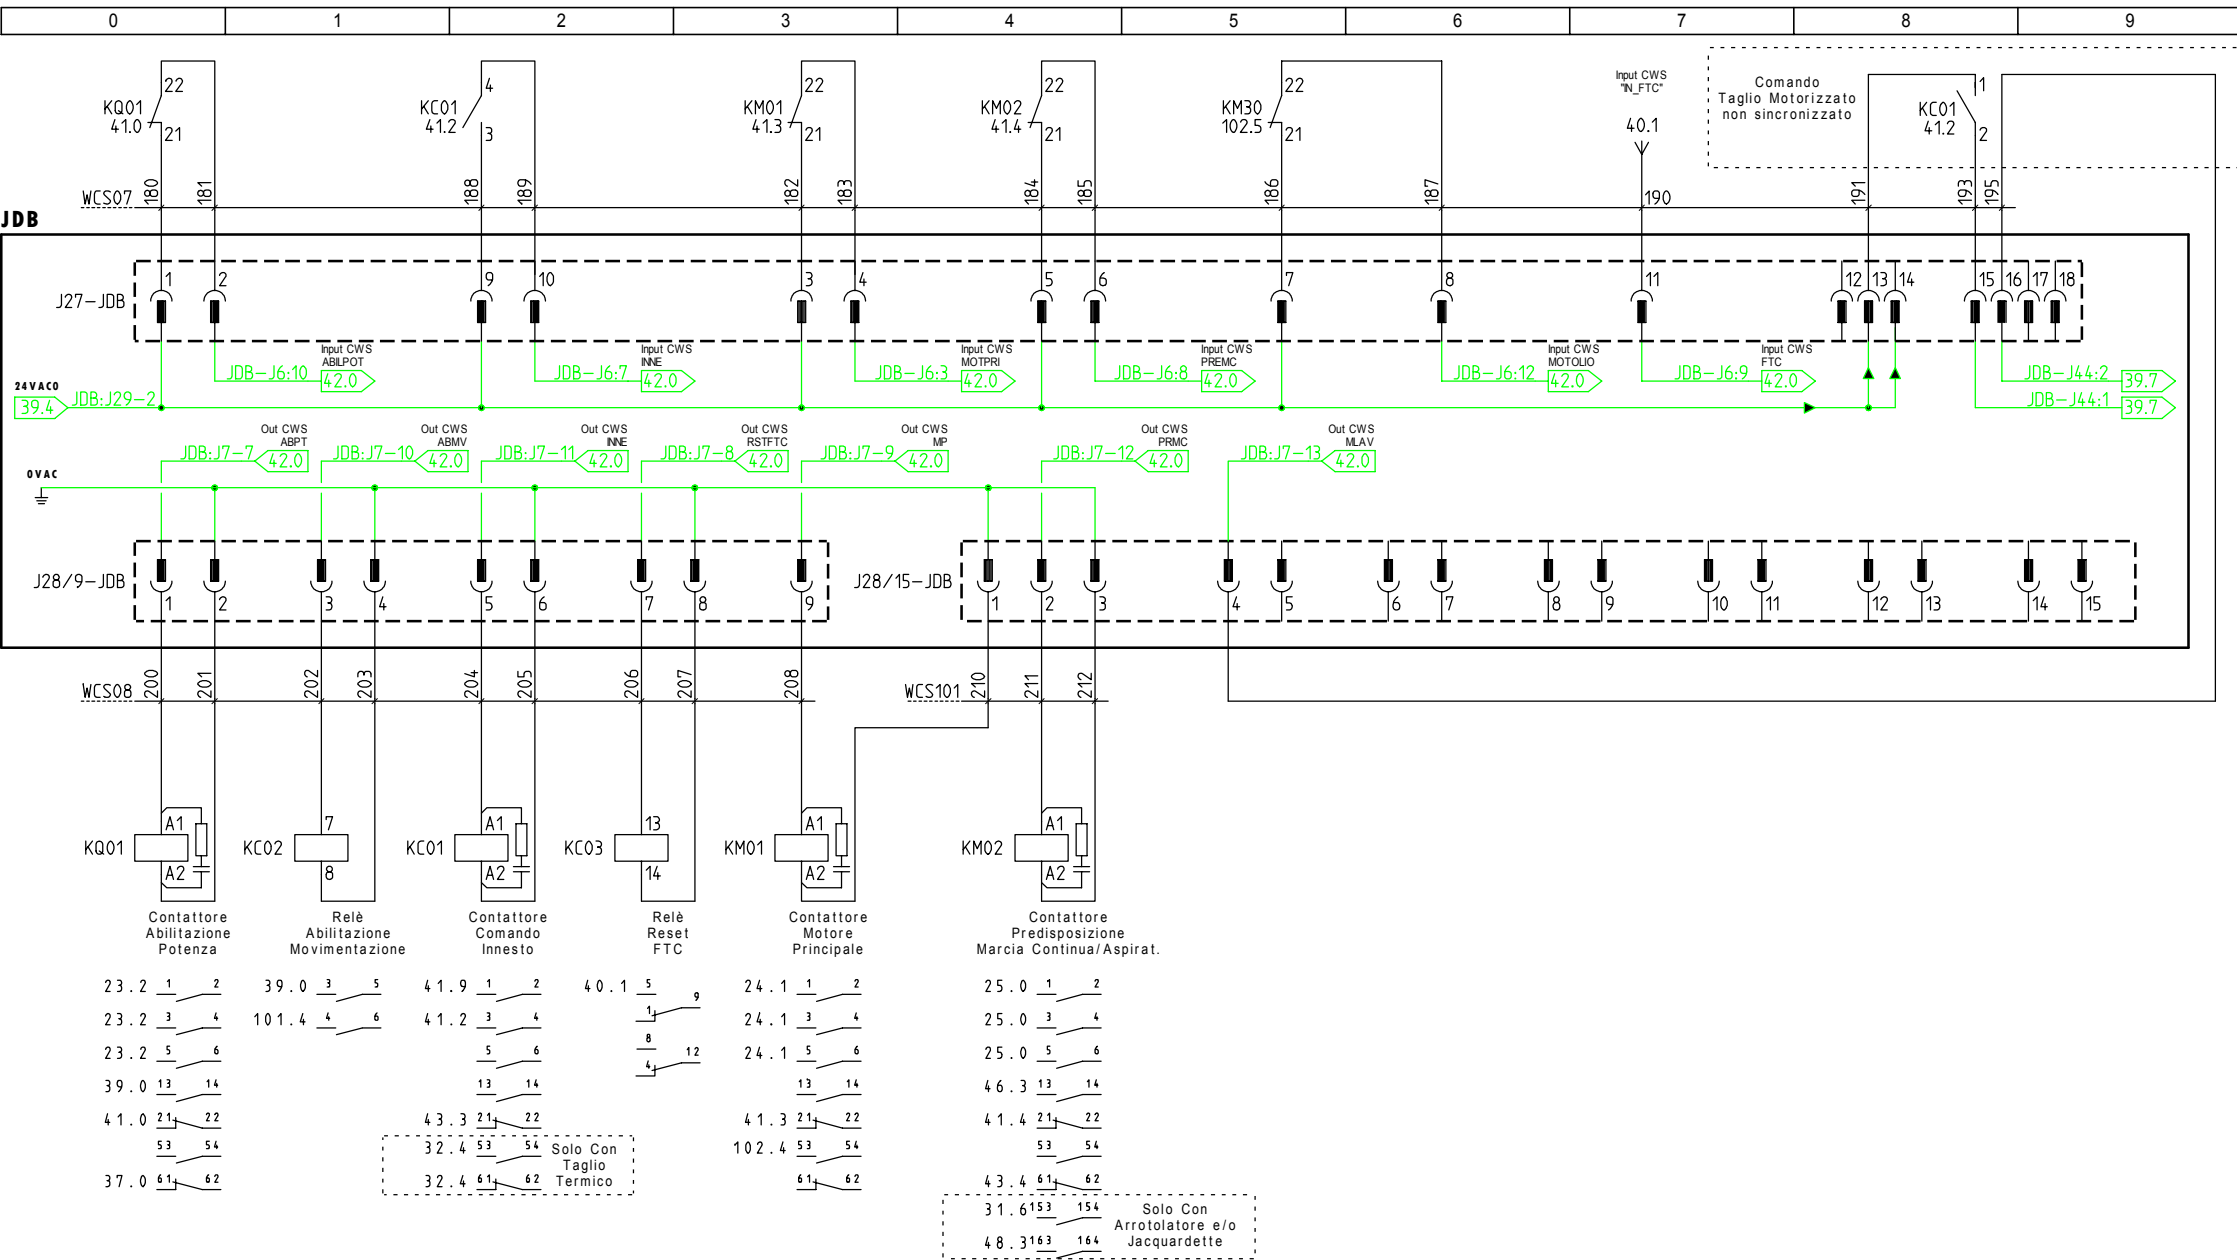 0 1 2 3 4 5 6 7 8 9
22 4 22 22 22 1
KQ01 KC01 KM01 KM02 KM30 KC01
41.0 41.2 41.3 41.4 102.5 41.2
21 3 21 21 21 2
Input CWS
"IN_FTC"
40.1
Comando
Taglio Motorizzato
non sincronizzato
WCS07 180 181 188 189 182 183 184 185 186 187 190 191 193 195
JDB
J27-JDB 1 2 9 10 3 4 5 6 7 8 11 12 13 14 15 16 17 18
Input CWS Input CWS Input CWS Input CWS Input CWS Input CWS
ABILPOT INNE MOTPRI PREMC MOTOLIO FTC
JDB-J6:10 42.0 JDB-J6:7 42.0 JDB-J6:3 42.0 JDB-J6:8 42.0 JDB-J6:12 42.0 JDB-J6:9 42.0 JDB-J44:2 39.7
24VAC0
39.4 JDB:J29-2 JDB-J44:1 39.7
Out CWS Out CWS Out CWS Out CWS Out CWS Out CWS Out CWS
ABPT ABMV INNE RSTFTC MP PRMC MLAV
JDB:J7-7 42.0 JDB:J7-10 42.0 JDB:J7-11 42.0 JDB:J7-8 42.0 JDB:J7-9 42.0 JDB:J7-12 42.0 JDB:J7-13 42.0
0VAC
J28/9-JDB 1 2 3 4 5 6 7 8 9
J28/15-JDB 1 2 3 4 5 6 7 8 9 10 11 12 13 14 15
WCS08 200 201 202 203 204 205 206 207 208
WCS101 210 211 212
A1 7 A1 13 A1 A1
KQ01 KC02 KC01 KC03 KM01 KM02
A2 8 A2 14 A2 A2
Contattore
Abilitazione
Potenza
Relè
Abilitazione
Movimentazione
Contattore
Comando
Innesto
Relè
Reset
FTC
Contattore
Motore
Principale
Contattore
Predisposizione
Marcia Continua/Aspirat.
23.2 1 2
23.2 3 4
23.2 5 6
39.0 13 14
41.0 21 22
53 54
37.0 61 62
39.0 3 5
101.4 4 6
41.9 1 2
41.2 3 4
5 6
13 14
43.3 21 22
32.4 53 54
32.4 61 62
Solo Con
Taglio
Termico
40.1 5
1 9
8
4 12
24.1 1 2
24.1 3 4
24.1 5 6
13 14
41.3 21 22
102.4 53 54
61 62
25.0 1 2
25.0 3 4
25.0 5 6
46.3 13 14
41.4 21 22
53 54
43.4 61 62
31.6 153 154
48.3 163 164
Solo Con
Arrotolatore e/o
Jacquardette